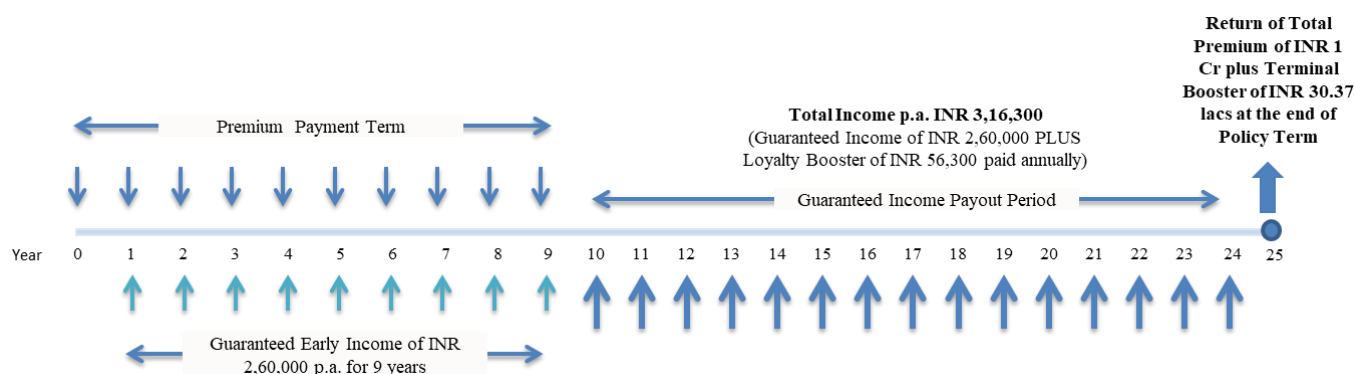 Return of Total
Premium of INR 1
Cr plus Terminal
Booster of INR 30.37
lacs at the end of
Policy Term
Premium Payment Term
Total Income p.a. INR 3,16,300
(Guaranteed Income of INR 2,60,000 PLUS
Loyalty Booster of INR 56,300 paid annually)
Guaranteed Income Payout Period
Year 0 1 2 3 4 5 6 7 8 9 10 11 12 13 14 15 16 17 18 19 20 21 22 23 24 25
Guaranteed Early Income of INR
2,60,000 p.a. for 9 years